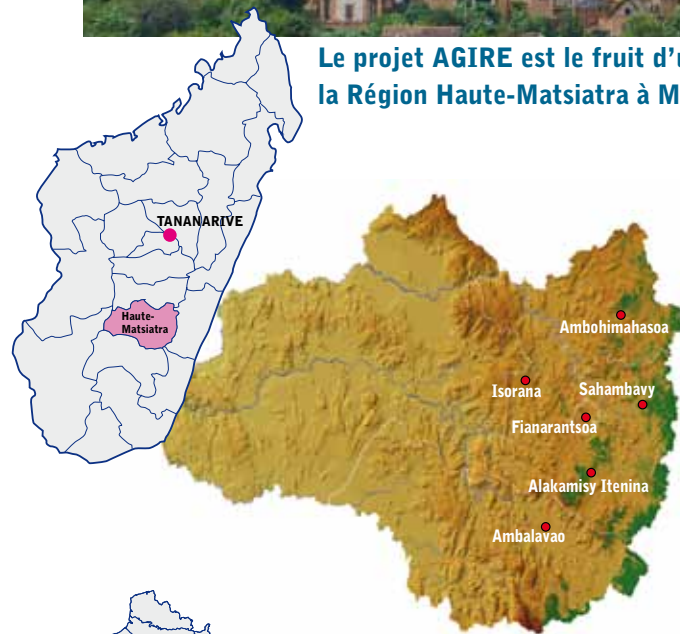 Le projet AGIRE est le fruit d'u
la Région Haute-Matsiatra à M
TANANARIVE
Haute-
Matsiatra
Ambohimahasoa
Isorana
Sahambavy
Fianarantsoa
Alakamisy Itenina
Ambalavao